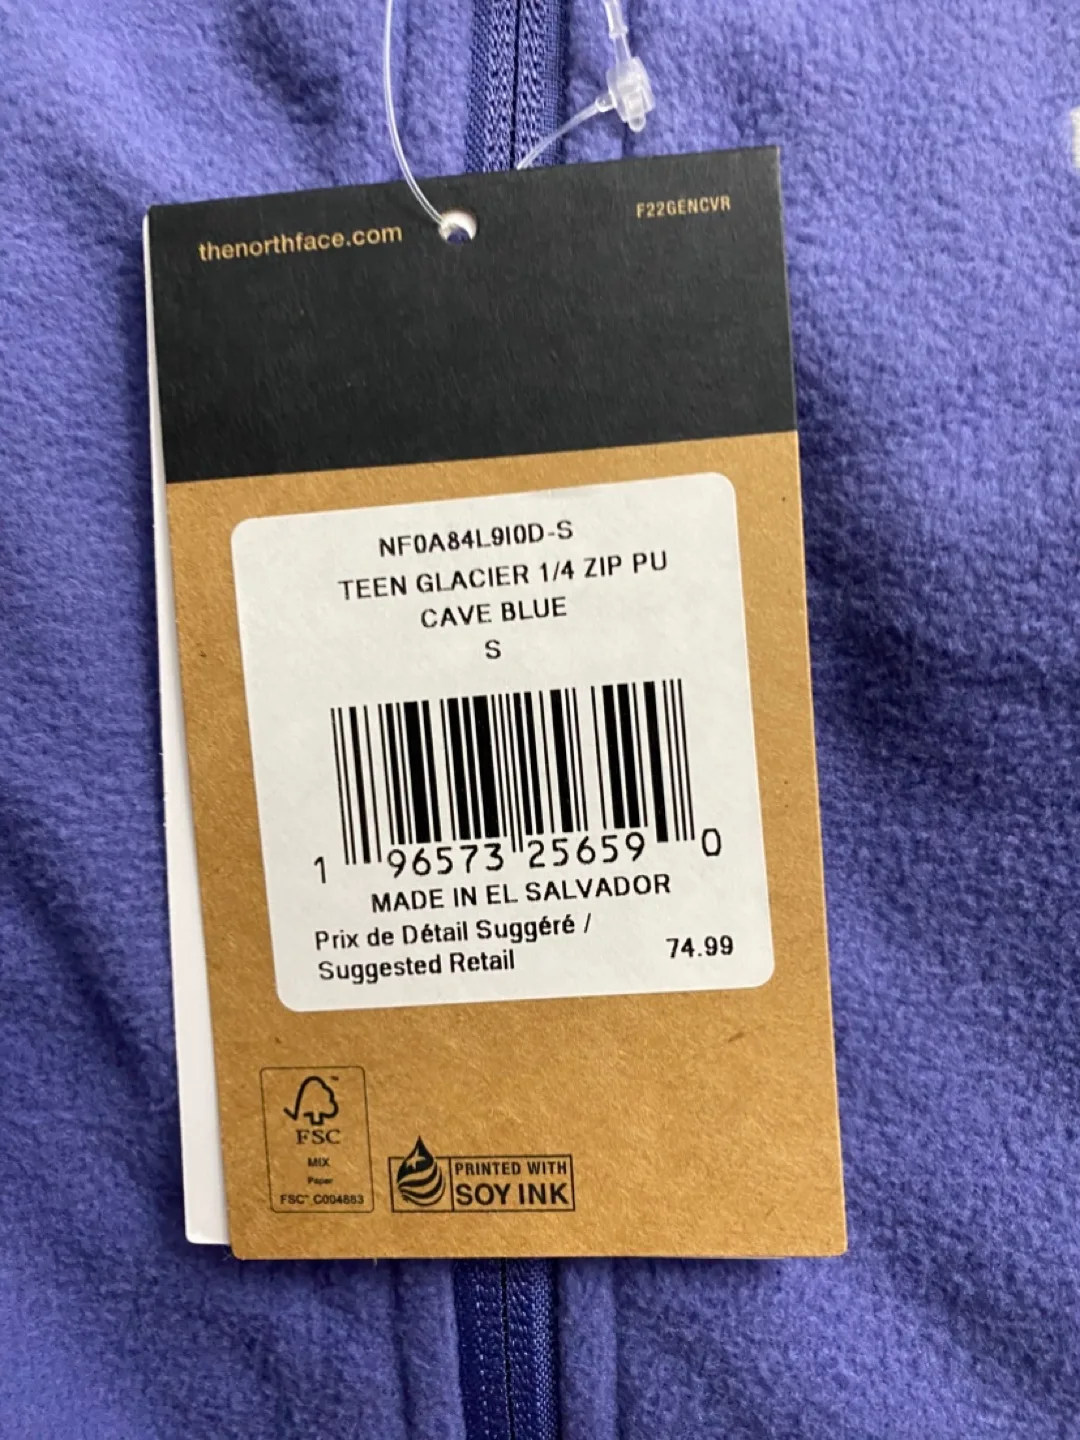 thenorthface.com
F22GENCVR
NF0A84L9I0D-S
TEEN GLACIER 1/4 ZIP PU
CAVE BLUE
S
1 96573 25659 0
MADE IN EL SALVADOR
Prix de Détail Suggéré /
Suggested Retail 74.99
FSC
MIX
Paper
FSC™ C004883
PRINTED WITH
SOY INK